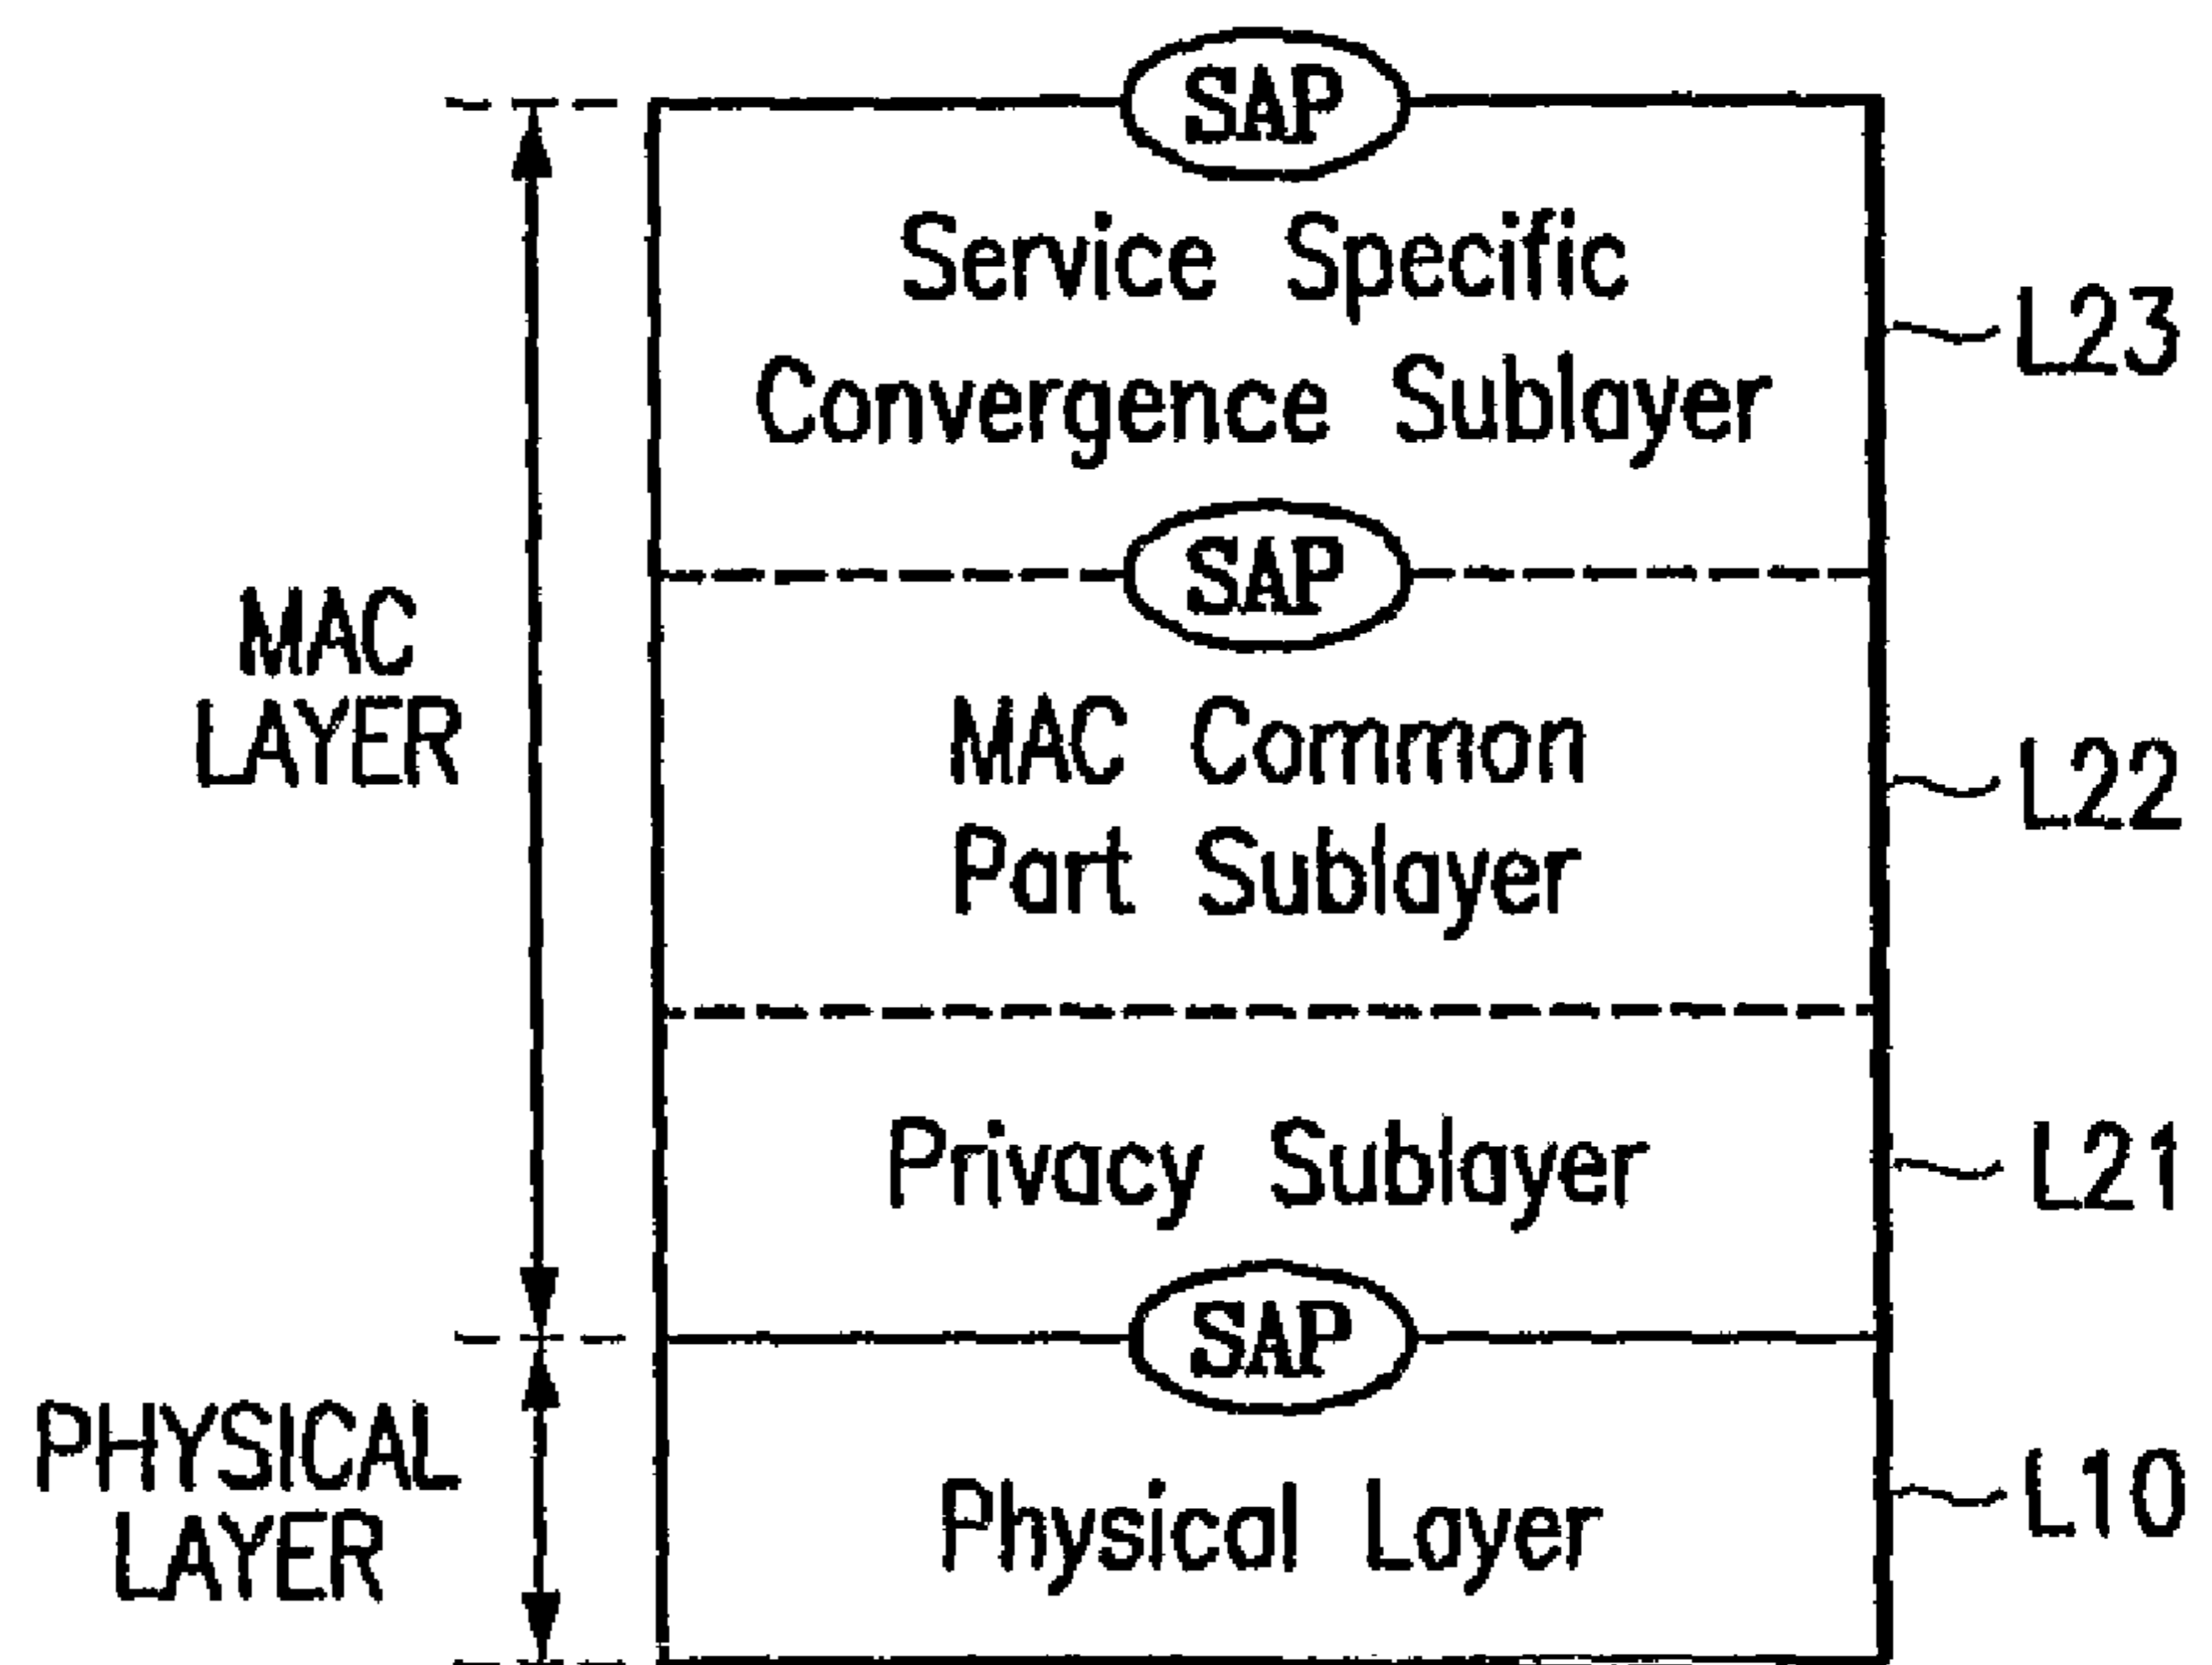 SAP
Service Specific
Convergence Sublayer
L23
SAP
MAC
LAYER
MAC Common
Part Sublayer
L22
Privacy Sublayer
L21
SAP
PHYSICAL
LAYER
Physical Layer
L10